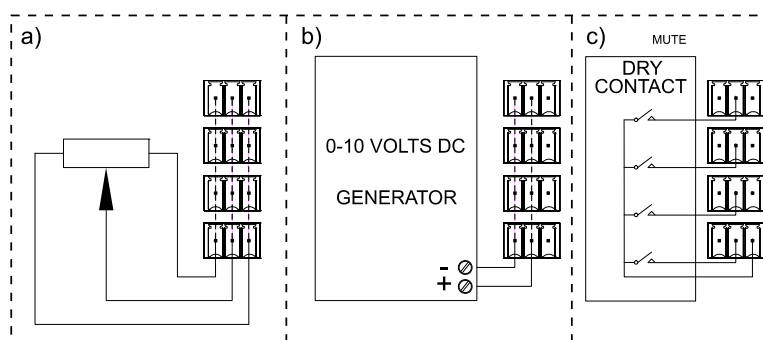 a)
b)
c)
MUTE
DRY
CONTACT
0-10 VOLTS DC
GENERATOR
-
+